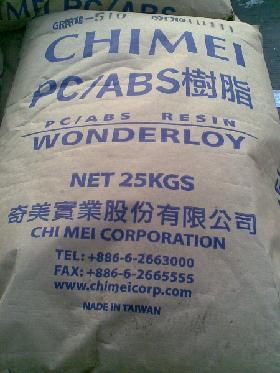 CHIMEI
PC/ABS樹脂
PC/ABS RESIN
WONDERLOY
NET 25KGS
奇美實業股份有限公司
CHI MEI CORPORATION
TEL: +886-6-2663000
FAX: +886-6-2665555
www.chimeicorp.com
MADE IN TAIWAN